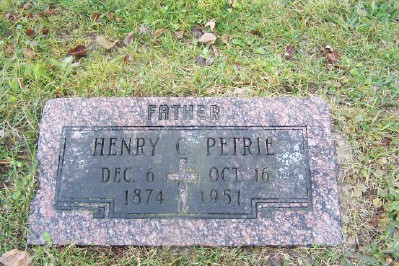 FATHER
HENRY C. PETRIE
DEC. 6 OCT. 16
1874 1951